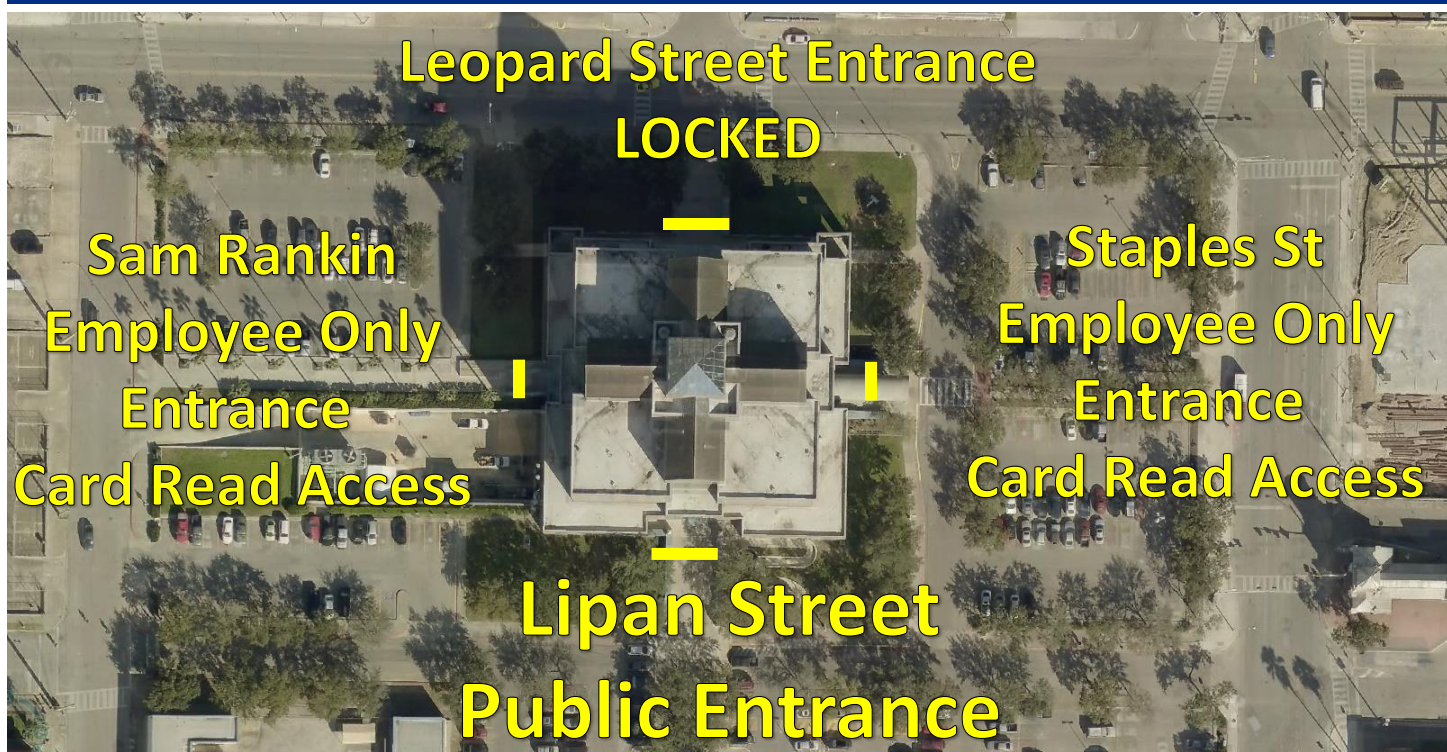 Leopard Street Entrance
LOCKED
Sam Rankin
Employee Only
Entrance
Card Read Access
Staples St
Employee Only
Entrance
Card Read Access
Lipan Street
Public Entrance